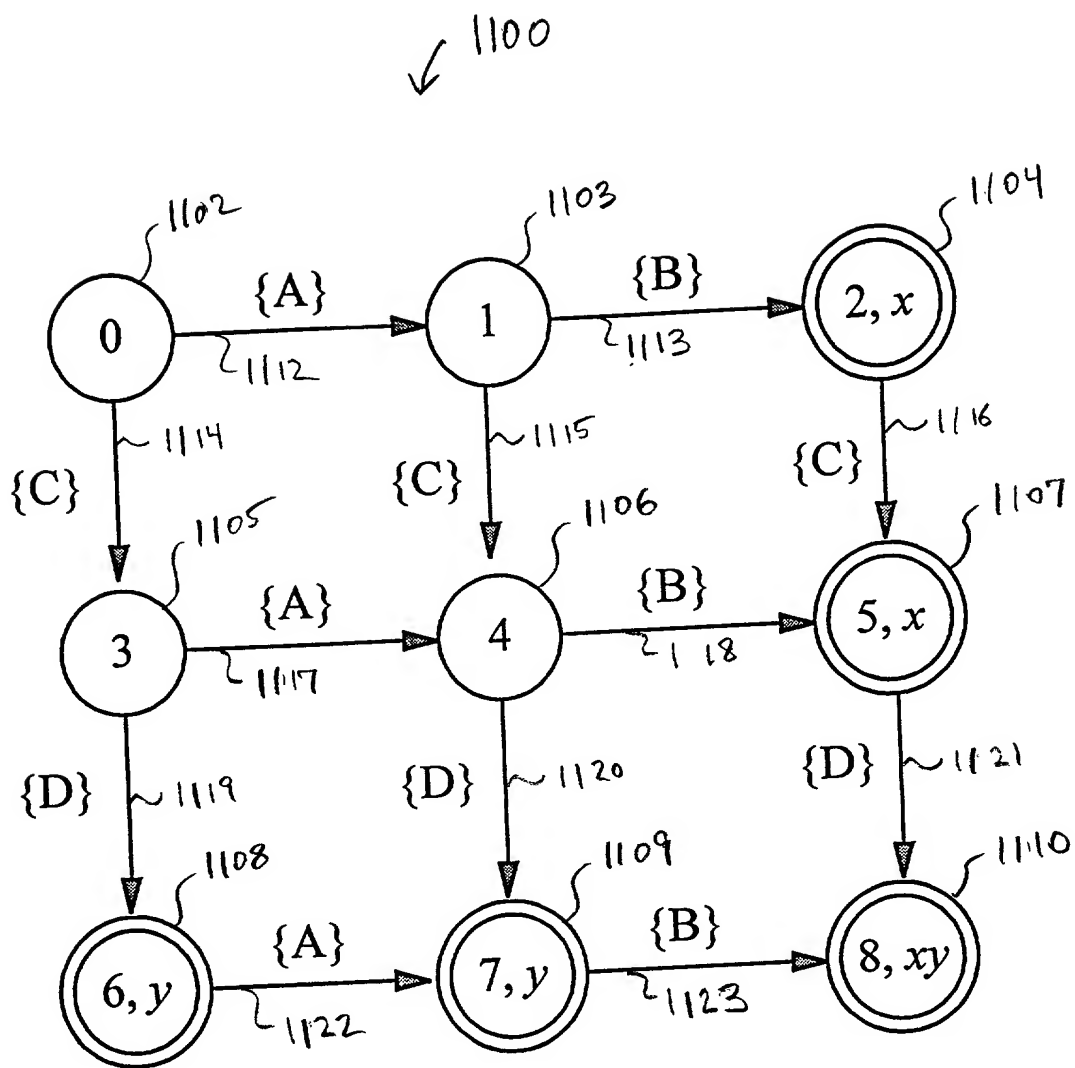 1100
1102 1103 1104
{A} {B}
0 1 2, x
1112 1113
1114 1115 1116
{C} {C} {C}
1105 1106 1107
{A} {B}
3 4 5, x
1117 1118
{D} 1119 {D} 1120 {D} 1121
1108 1109 1110
{A} {B}
6, y 7, y 8, xy
1122 1123